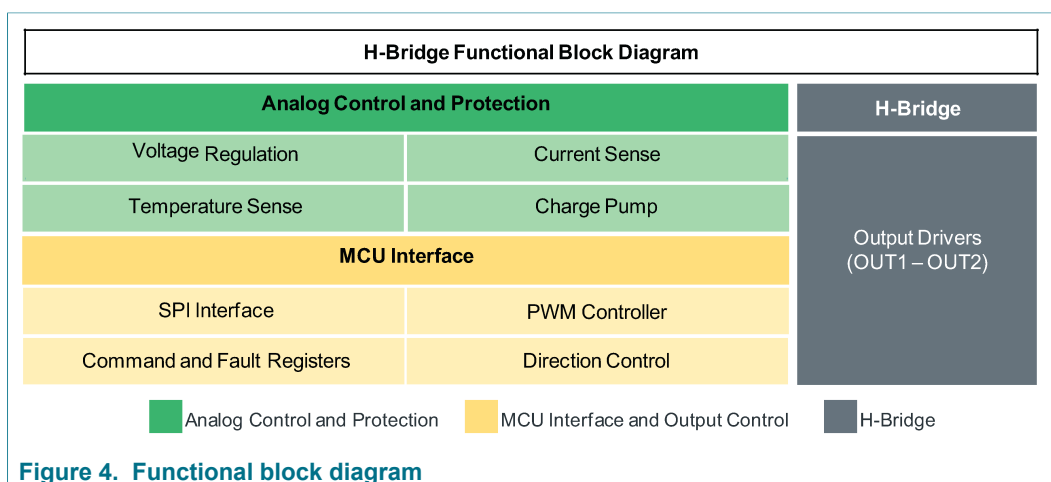 H-Bridge Functional Block Diagram
Analog Control and Protection
H-Bridge
Voltage Regulation
Current Sense
Temperature Sense
Charge Pump
Output Drivers
(OUT1 – OUT2)
MCU Interface
SPI Interface
PWM Controller
Command and Fault Registers
Direction Control
Analog Control and Protection
MCU Interface and Output Control
H-Bridge
Figure 4. Functional block diagram